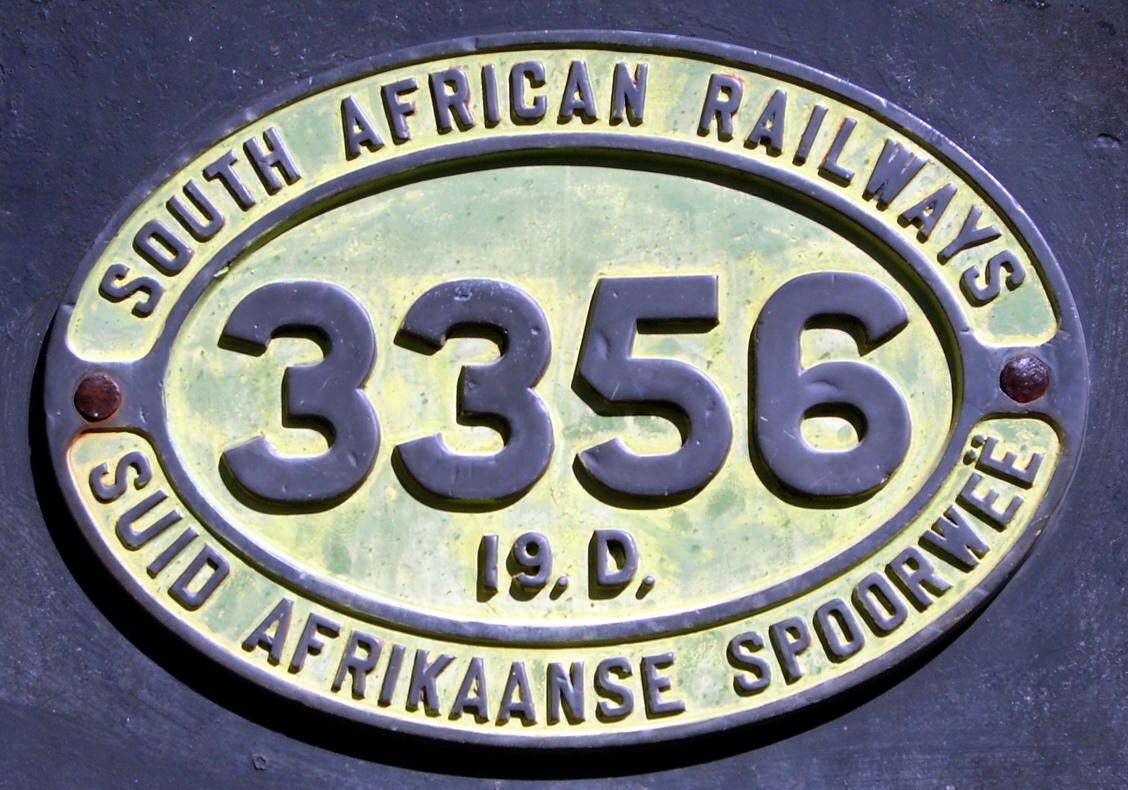 SOUTH AFRICAN RAILWAYS
3356
19. D.
SUID AFRIKAANSE SPOORWEË